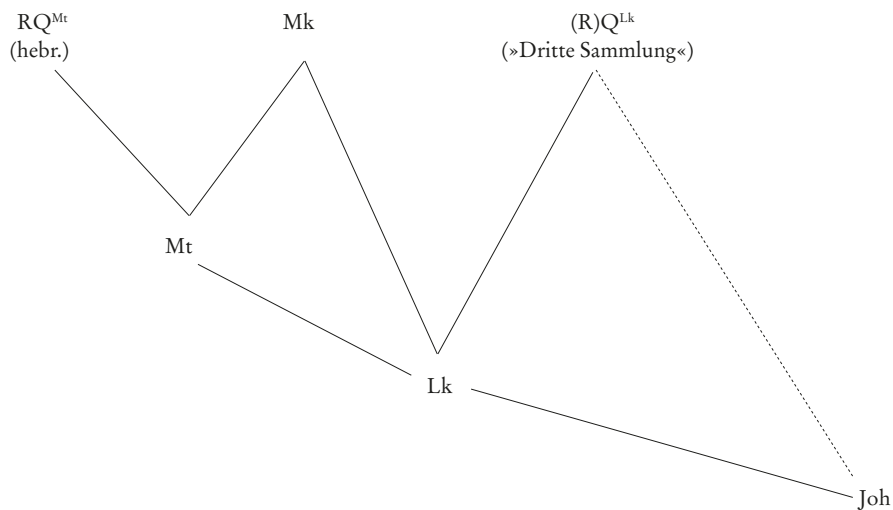 RQᴹᵗ
(hebr.)
Mk
(R)Qᴸᵏ
(»Dritte Sammlung«)
Mt
Lk
Joh